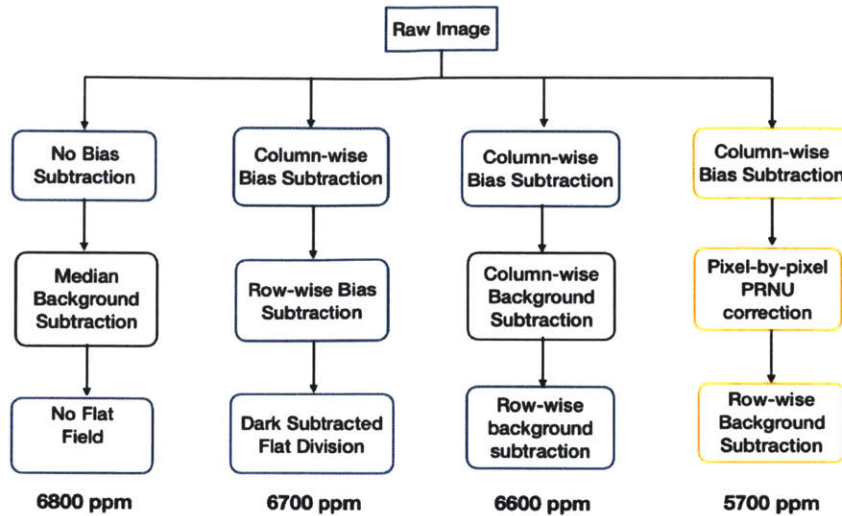 Raw Image
No Bias
Subtraction
Column-wise
Bias Subtraction
Column-wise
Bias Subtraction
Column-wise
Bias Subtraction
Median
Background
Subtraction
Row-wise Bias
Subtraction
Column-wise
Background
Subtraction
Pixel-by-pixel
PRNU
correction
No Flat
Field
Dark Subtracted
Flat Division
Row-wise
background
subtraction
Row-wise
Background
Subtraction
6800 ppm
6700 ppm
6600 ppm
5700 ppm